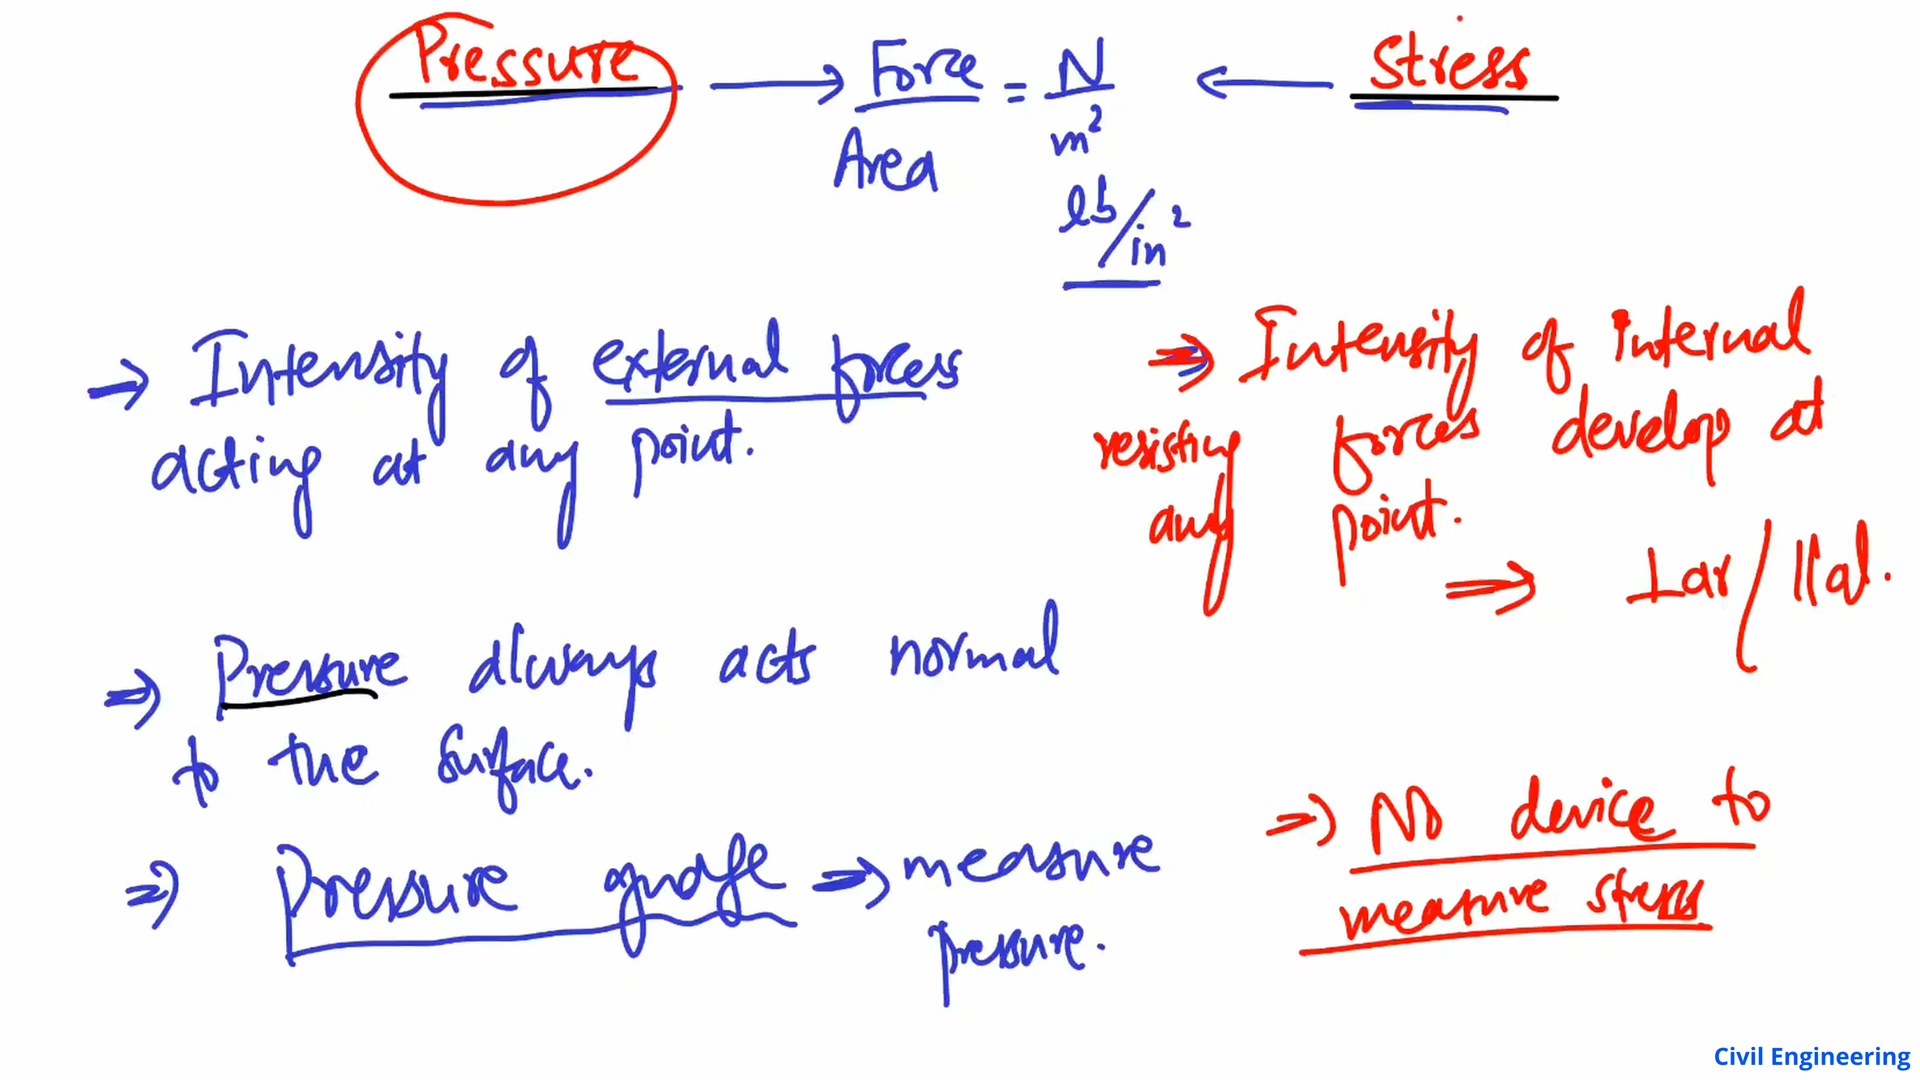 Pressure → Force = N ← Stress
Area m²
lb/in²
→ Intensity of external forces
acting at any point.
⇒ Intensity of internal
resisting forces develop at
any point.
⇒ ⊥ar / llal.
⇒ Pressure always acts normal
to the surface.
⇒ Pressure guage → measure
pressure.
⇒ No device to
measure stress
Civil Engineering